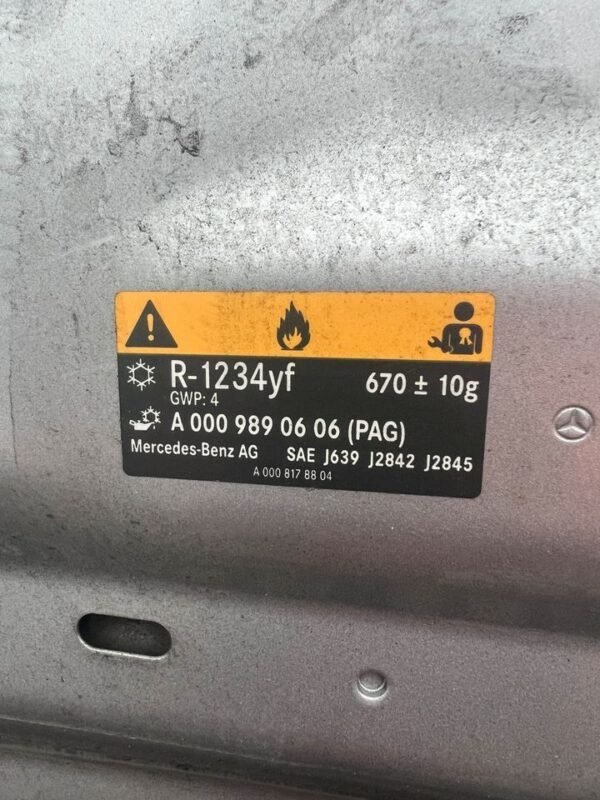 R-1234yf 670 ± 10g
GWP: 4
A 000 989 06 06 (PAG)
Mercedes-Benz AG SAE J639 J2842 J2845
A 000 817 88 04